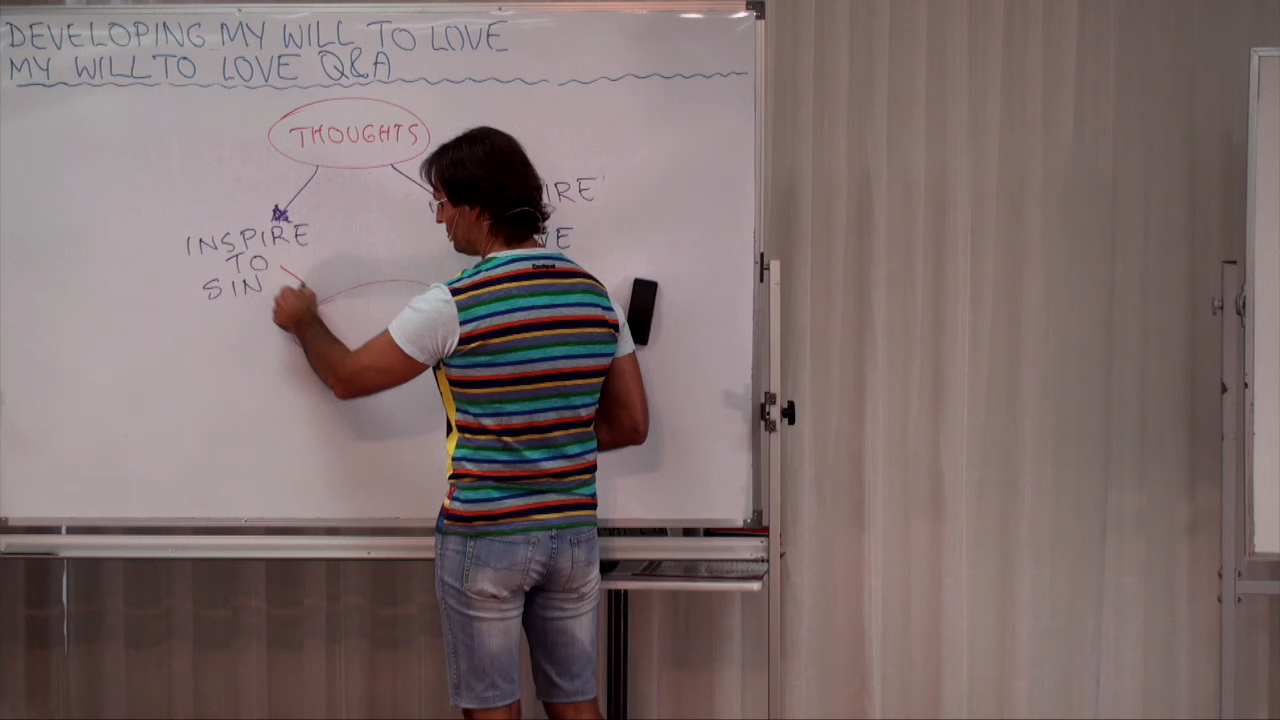 DEVELOPING MY WILL TO LOVE
MY WILL TO LOVE Q&A
THOUGHTS
INSPIRE
TO
SIN